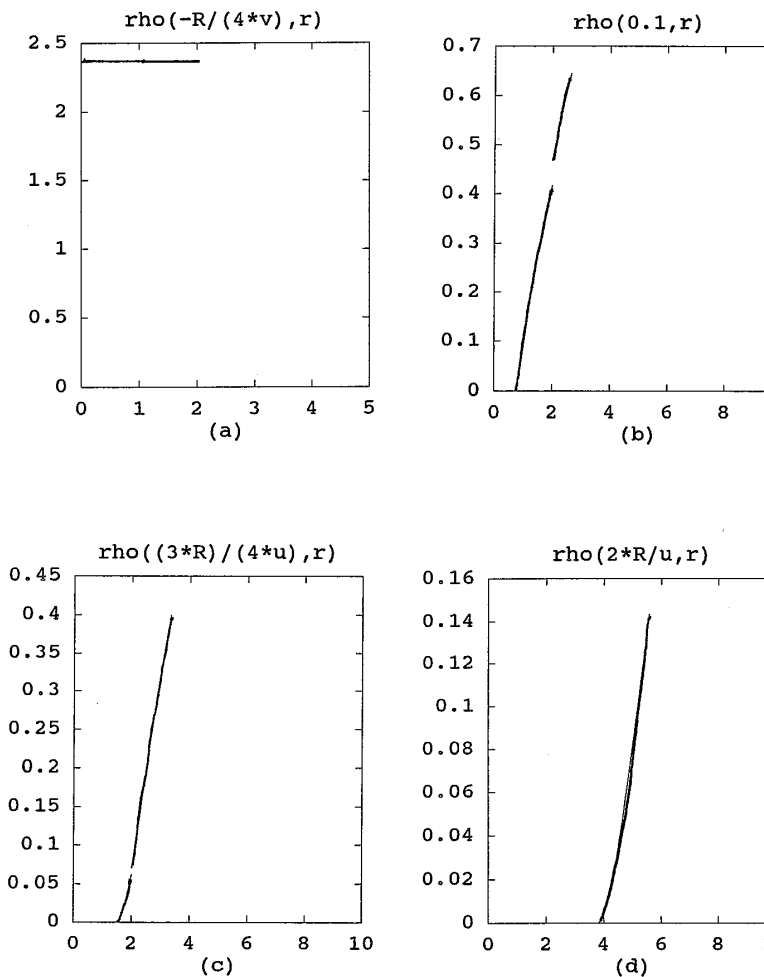 rho(-R/(4*v),r)
2.5
2
1.5
1
0.5
0
0 1 2 3 4 5
(a)
rho(0.1,r)
0.7
0.6
0.5
0.4
0.3
0.2
0.1
0
0 2 4 6 8
(b)
rho((3*R)/(4*u),r)
0.45
0.4
0.35
0.3
0.25
0.2
0.15
0.1
0.05
0
0 2 4 6 8 10
(c)
rho(2*R/u,r)
0.16
0.14
0.12
0.1
0.08
0.06
0.04
0.02
0
0 2 4 6 8
(d)